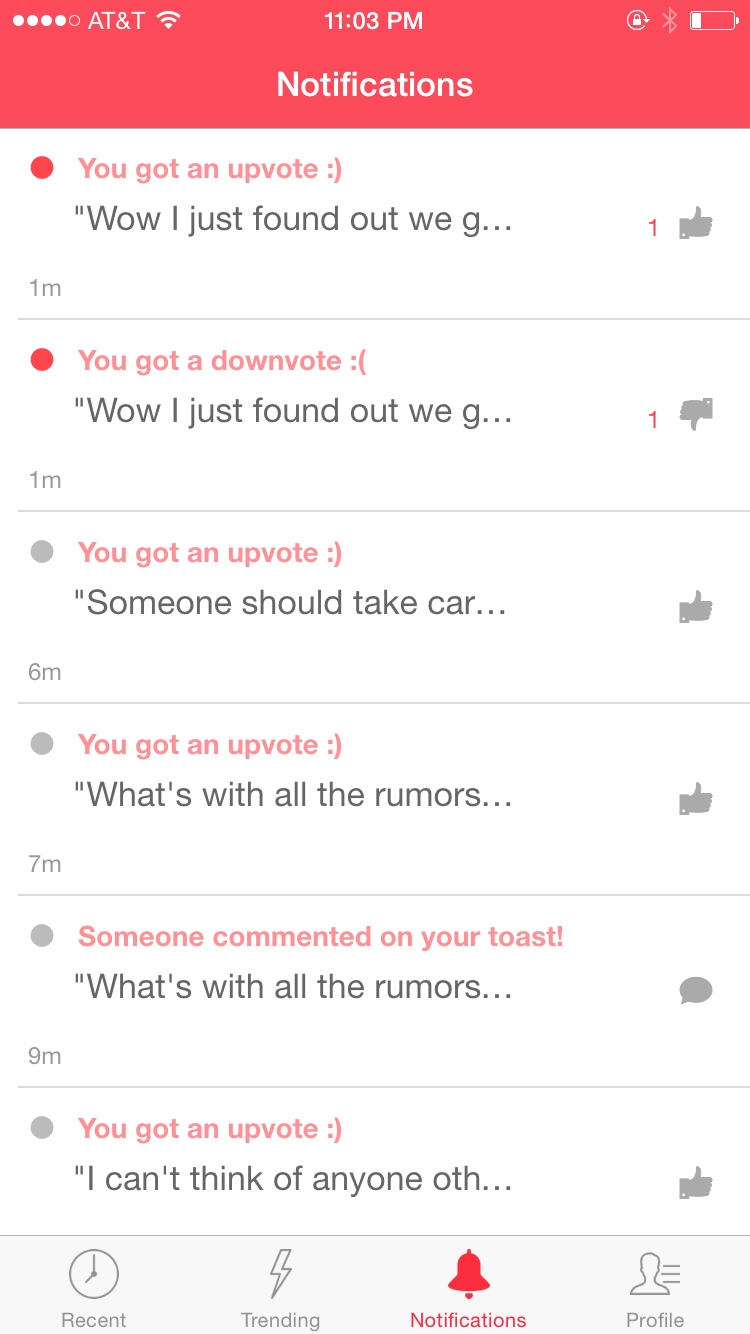 AT&T 11:03 PM
Notifications
You got an upvote :)
"Wow I just found out we g...
1
1m
You got a downvote :(
"Wow I just found out we g...
1
1m
You got an upvote :)
"Someone should take car...
6m
You got an upvote :)
"What's with all the rumors...
7m
Someone commented on your toast!
"What's with all the rumors...
9m
You got an upvote :)
"I can't think of anyone oth...
Recent Trending Notifications Profile